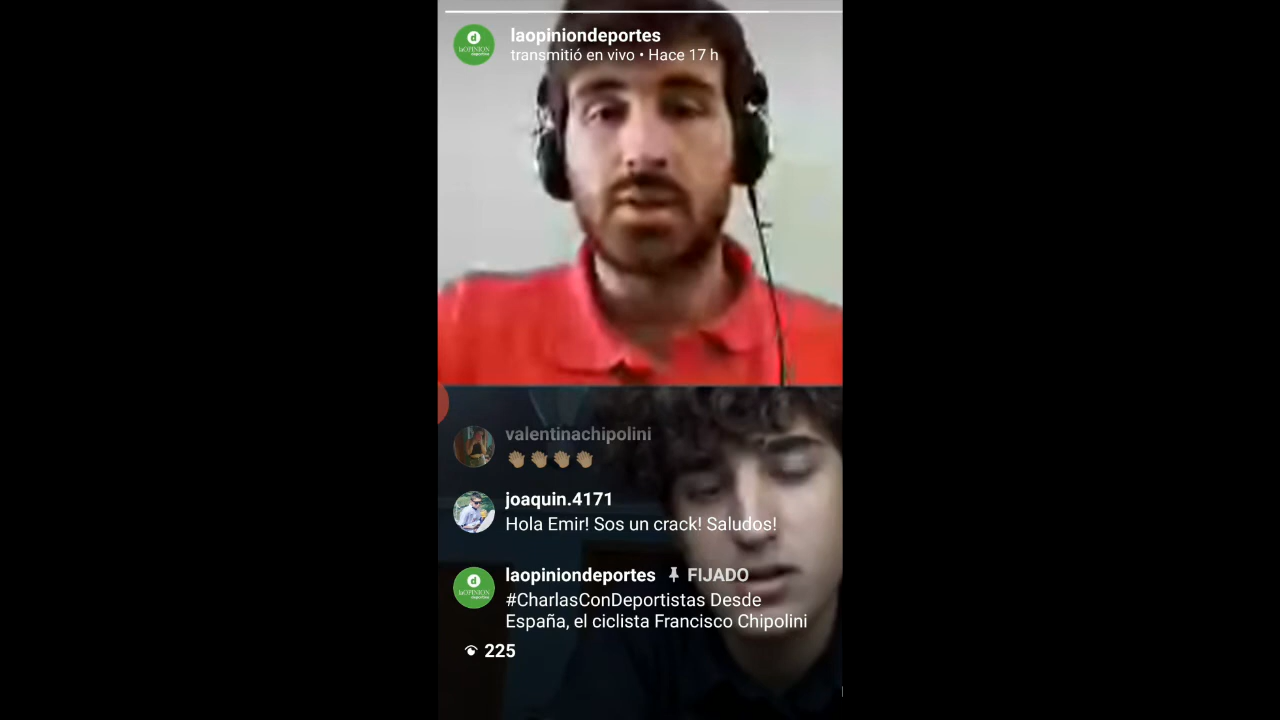 laopiniondeportes
transmitió en vivo • Hace 17 h
valentinachipolini
joaquin.4171
Hola Emir! Sos un crack! Saludos!
laopiniondeportes FIJADO
#CharlasConDeportistas Desde
España, el ciclista Francisco Chipolini
225